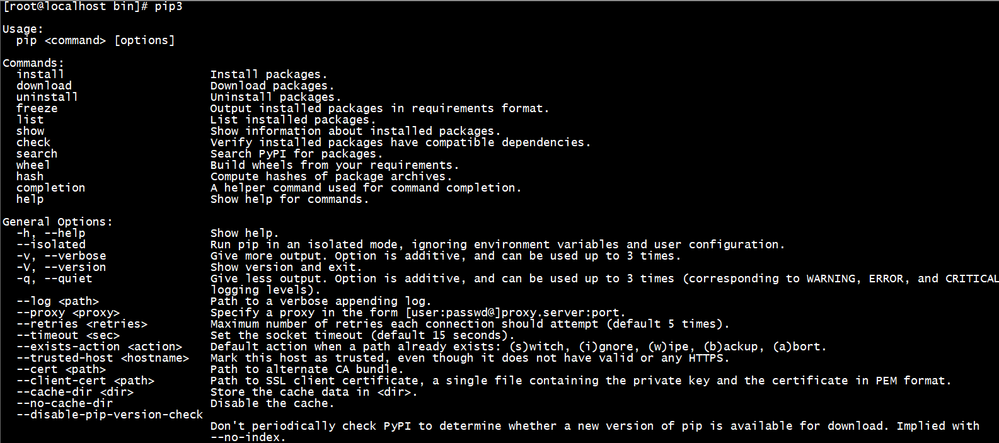 [root@localhost bin]# pip3
Usage:
  pip <command> [options]
Commands:
  install                     Install packages.
  download                    Download packages.
  uninstall                   Uninstall packages.
  freeze                      Output installed packages in requirements format.
  list                        List installed packages.
  show                        Show information about installed packages.
  check                       Verify installed packages have compatible dependencies.
  search                      Search PyPI for packages.
  wheel                       Build wheels from your requirements.
  hash                        Compute hashes of package archives.
  completion                  A helper command used for command completion.
  help                        Show help for commands.
General Options:
  -h, --help                  Show help.
  --isolated                  Run pip in an isolated mode, ignoring environment variables and user configuration.
  -v, --verbose               Give more output. Option is additive, and can be used up to 3 times.
  -V, --version               Show version and exit.
  -q, --quiet                 Give less output. Option is additive, and can be used up to 3 times (corresponding to WARNING, ERROR, and CRITICAL
                              logging levels).
  --log <path>                Path to a verbose appending log.
  --proxy <proxy>             Specify a proxy in the form [user:passwd@]proxy.server:port.
  --retries <retries>         Maximum number of retries each connection should attempt (default 5 times).
  --timeout <sec>             Set the socket timeout (default 15 seconds).
  --exists-action <action>    Default action when a path already exists: (s)witch, (i)gnore, (w)ipe, (b)ackup, (a)bort.
  --trusted-host <hostname>   Mark this host as trusted, even though it does not have valid or any HTTPS.
  --cert <path>               Path to alternate CA bundle.
  --client-cert <path>        Path to SSL client certificate, a single file containing the private key and the certificate in PEM format.
  --cache-dir <dir>           Store the cache data in <dir>.
  --no-cache-dir              Disable the cache.
  --disable-pip-version-check
                              Don't periodically check PyPI to determine whether a new version of pip is available for download. Implied with
                              --no-index.